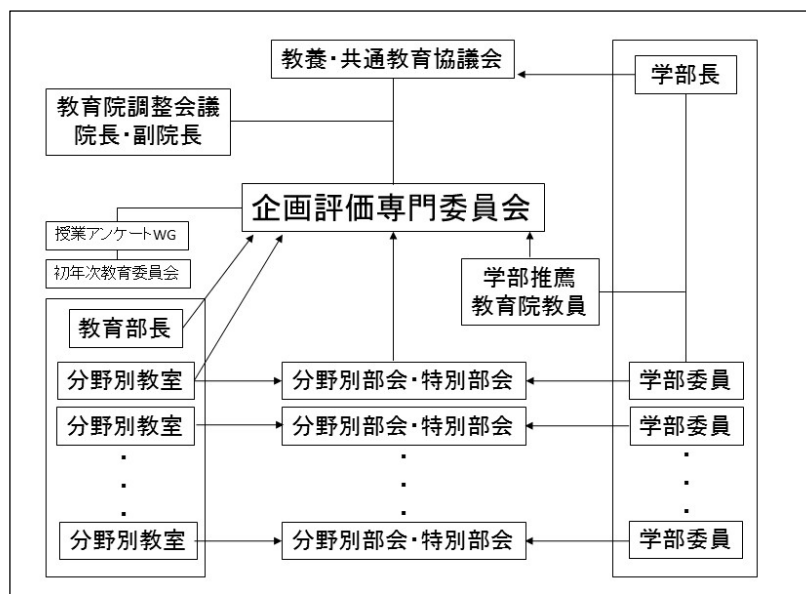 教養・共通教育協議会
学部長
教育院調整会議
院長・副院長
企画評価専門委員会
授業アンケートWG
初年次教育委員会
学部推薦
教育院教員
教育部長
分野別教室
分野別部会・特別部会
学部委員
分野別教室
分野別部会・特別部会
学部委員
・
・
・
・
・
・
・
・
・
分野別教室
分野別部会・特別部会
学部委員